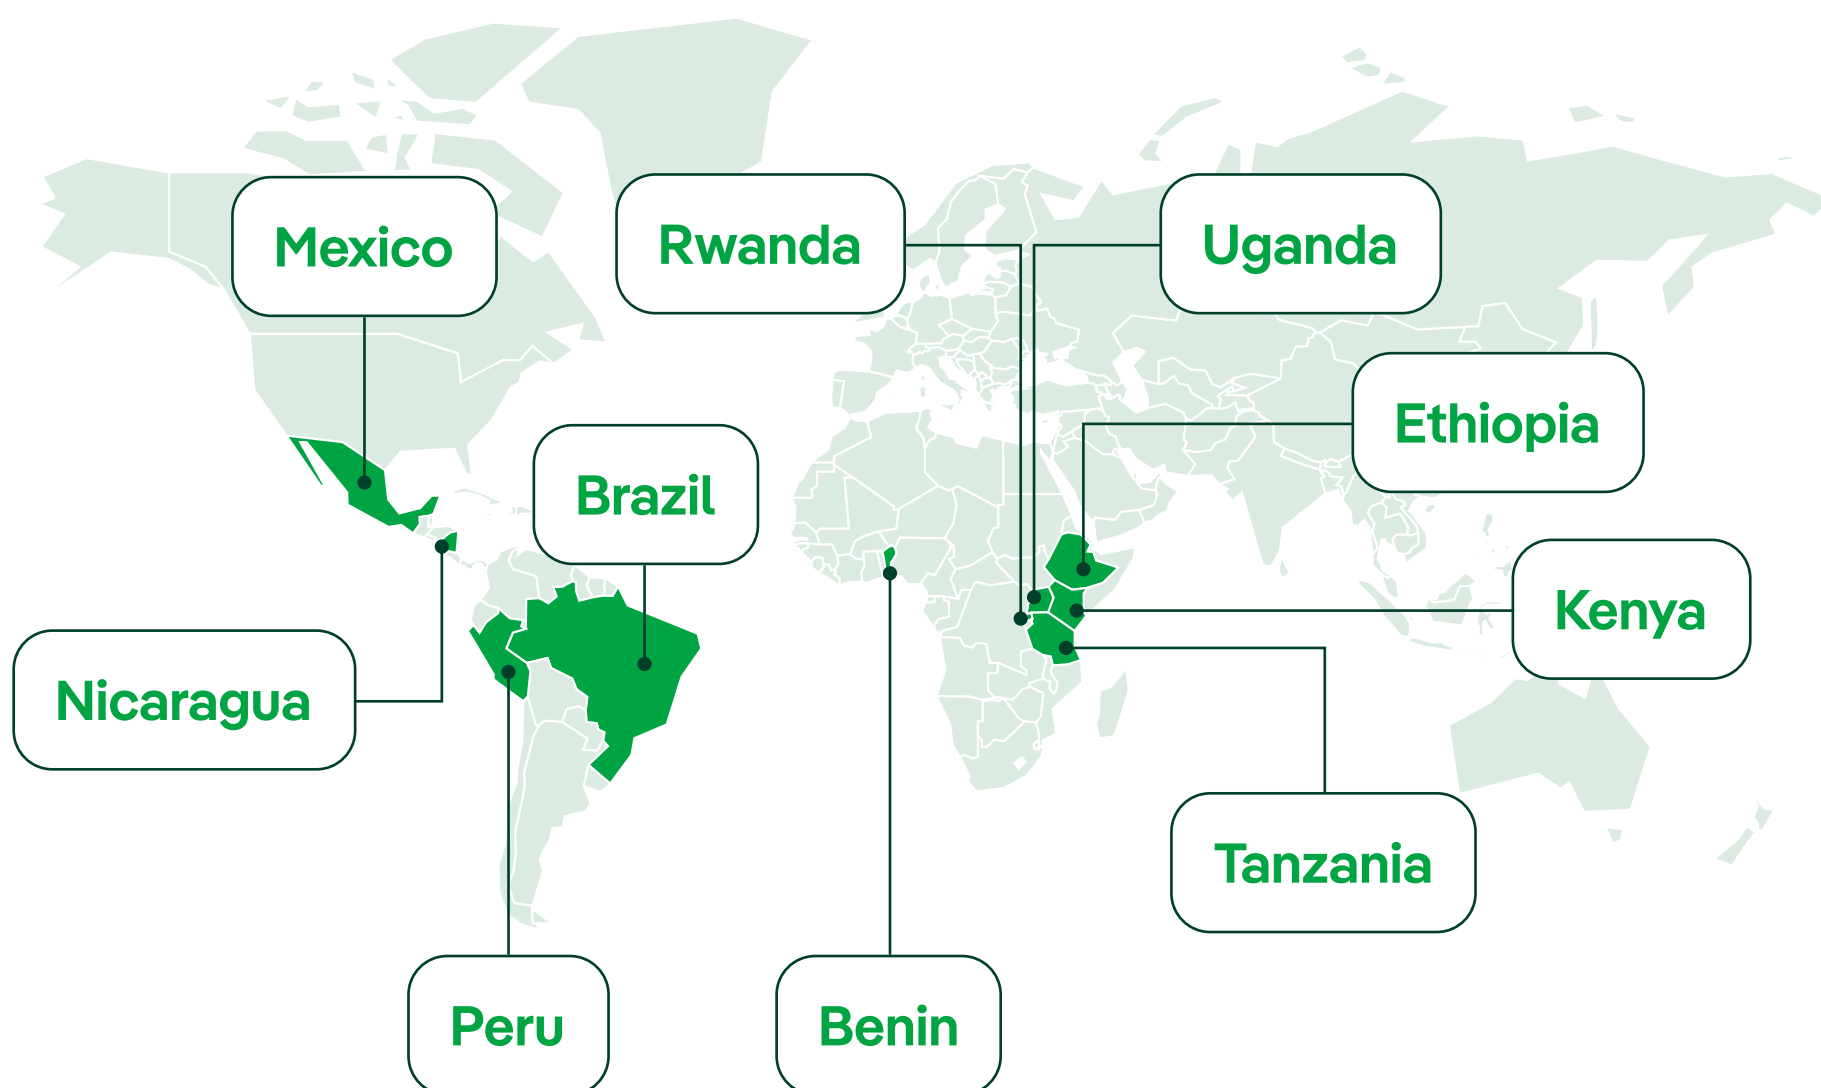 Mexico
Rwanda
Uganda
Ethiopia
Brazil
Kenya
Nicaragua
Tanzania
Peru
Benin